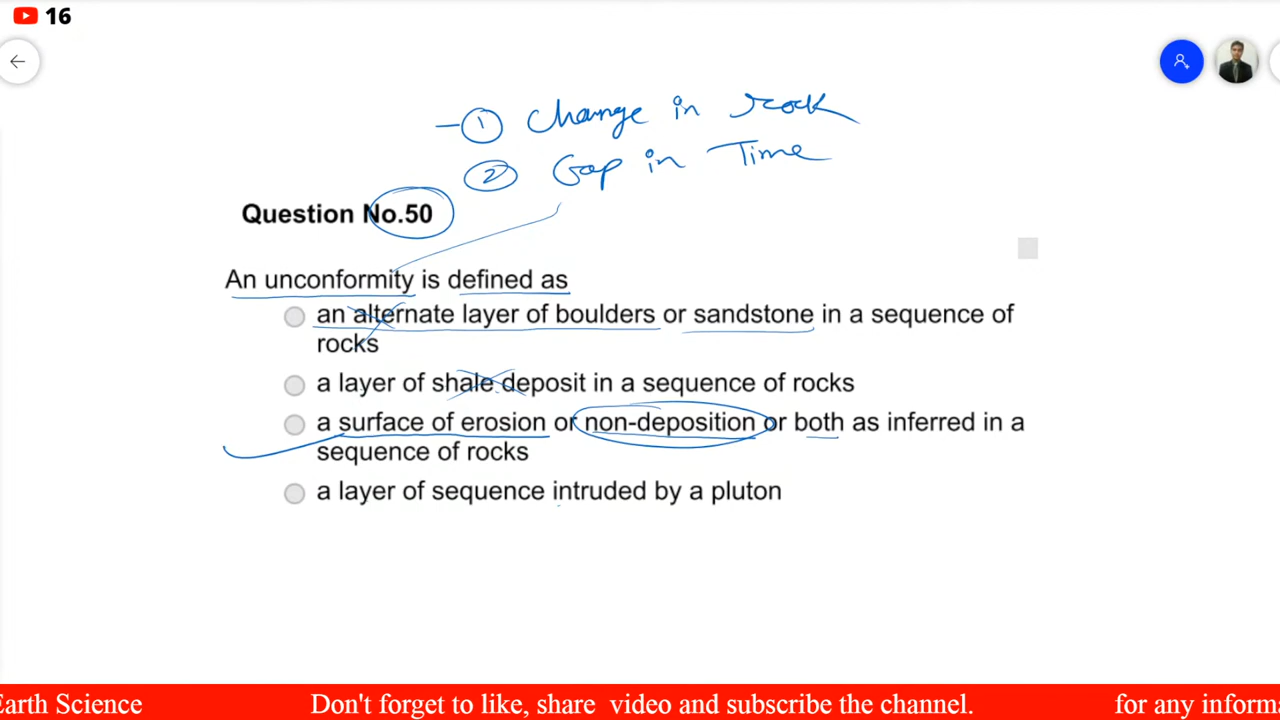 16
① Change in rock
② Gap in Time
Question No.50
An unconformity is defined as
an alternate layer of boulders or sandstone in a sequence of
rocks
a layer of shale deposit in a sequence of rocks
a surface of erosion or non-deposition or both as inferred in a
sequence of rocks
a layer of sequence intruded by a pluton
Earth Science Don't forget to like, share video and subscribe the channel. for any informa